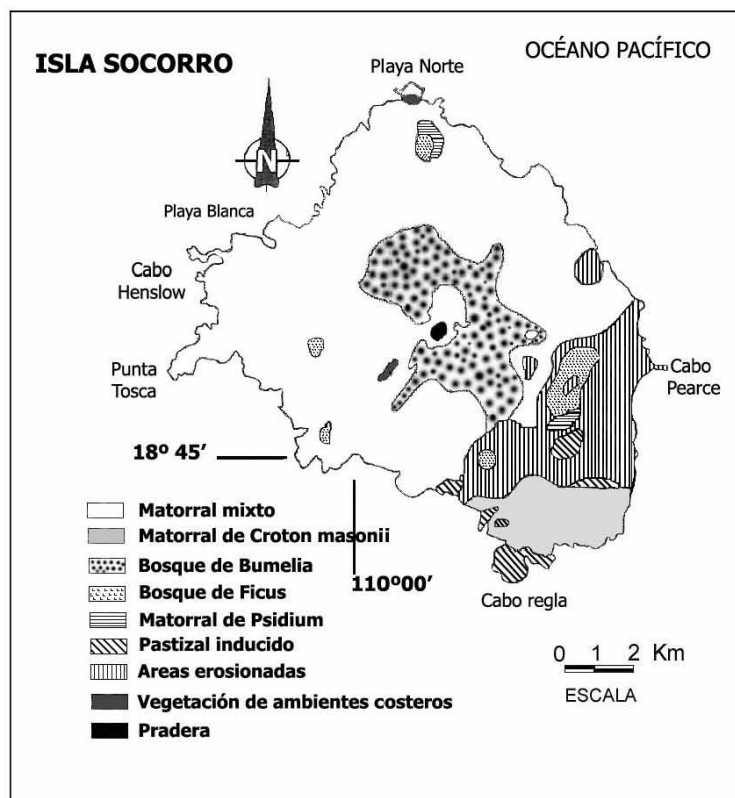 ISLA SOCORRO
OCÉANO PACÍFICO
Playa Norte
N
Playa Blanca
Cabo
Henslow
Punta
Tosca
Cabo
Pearce
18º 45’
110º00’
Cabo regla
Matorral mixto
Matorral de Croton masonii
Bosque de Bumelia
Bosque de Ficus
Matorral de Psidium
Pastizal inducido
Areas erosionadas
Vegetación de ambientes costeros
Pradera
0 1 2 Km
ESCALA